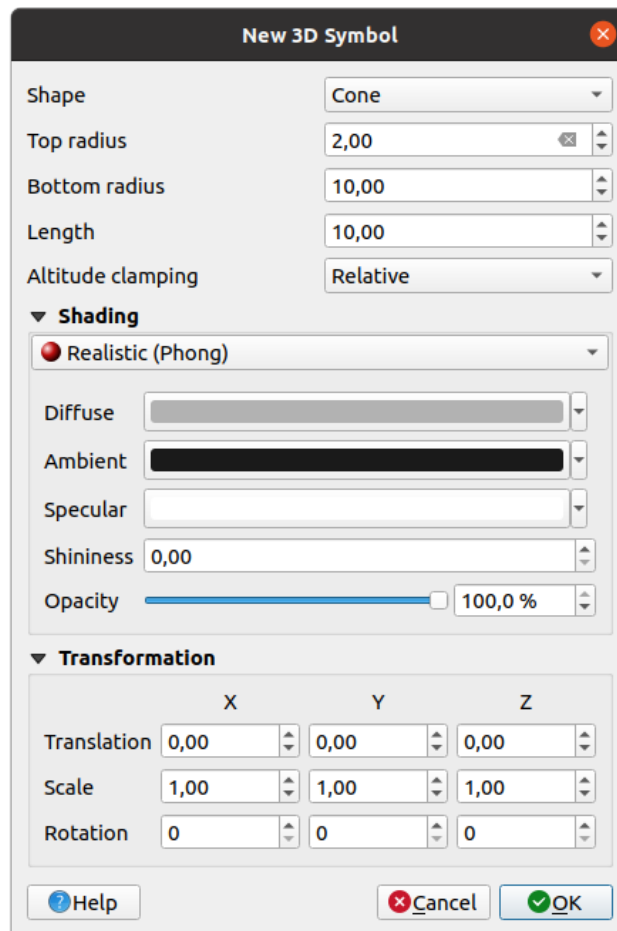 New 3D Symbol
Shape Cone
Top radius 2,00
Bottom radius 10,00
Length 10,00
Altitude clamping Relative
Shading
Realistic (Phong)
Diffuse
Ambient
Specular
Shininess 0,00
Opacity 100,0 %
Transformation
X Y Z
Translation 0,00 0,00 0,00
Scale 1,00 1,00 1,00
Rotation 0 0 0
Help Cancel OK